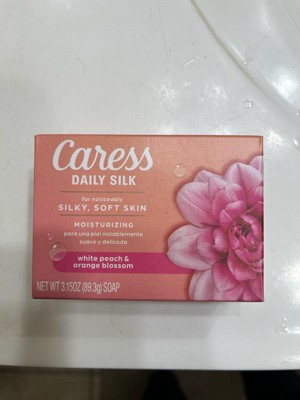 Caress
DAILY SILK
for noticeably
SILKY, SOFT SKIN
MOISTURIZING
para una piel notablemente
suave y delicada
white peach &
orange blossom
NET WT 3.15OZ (89.3g) SOAP